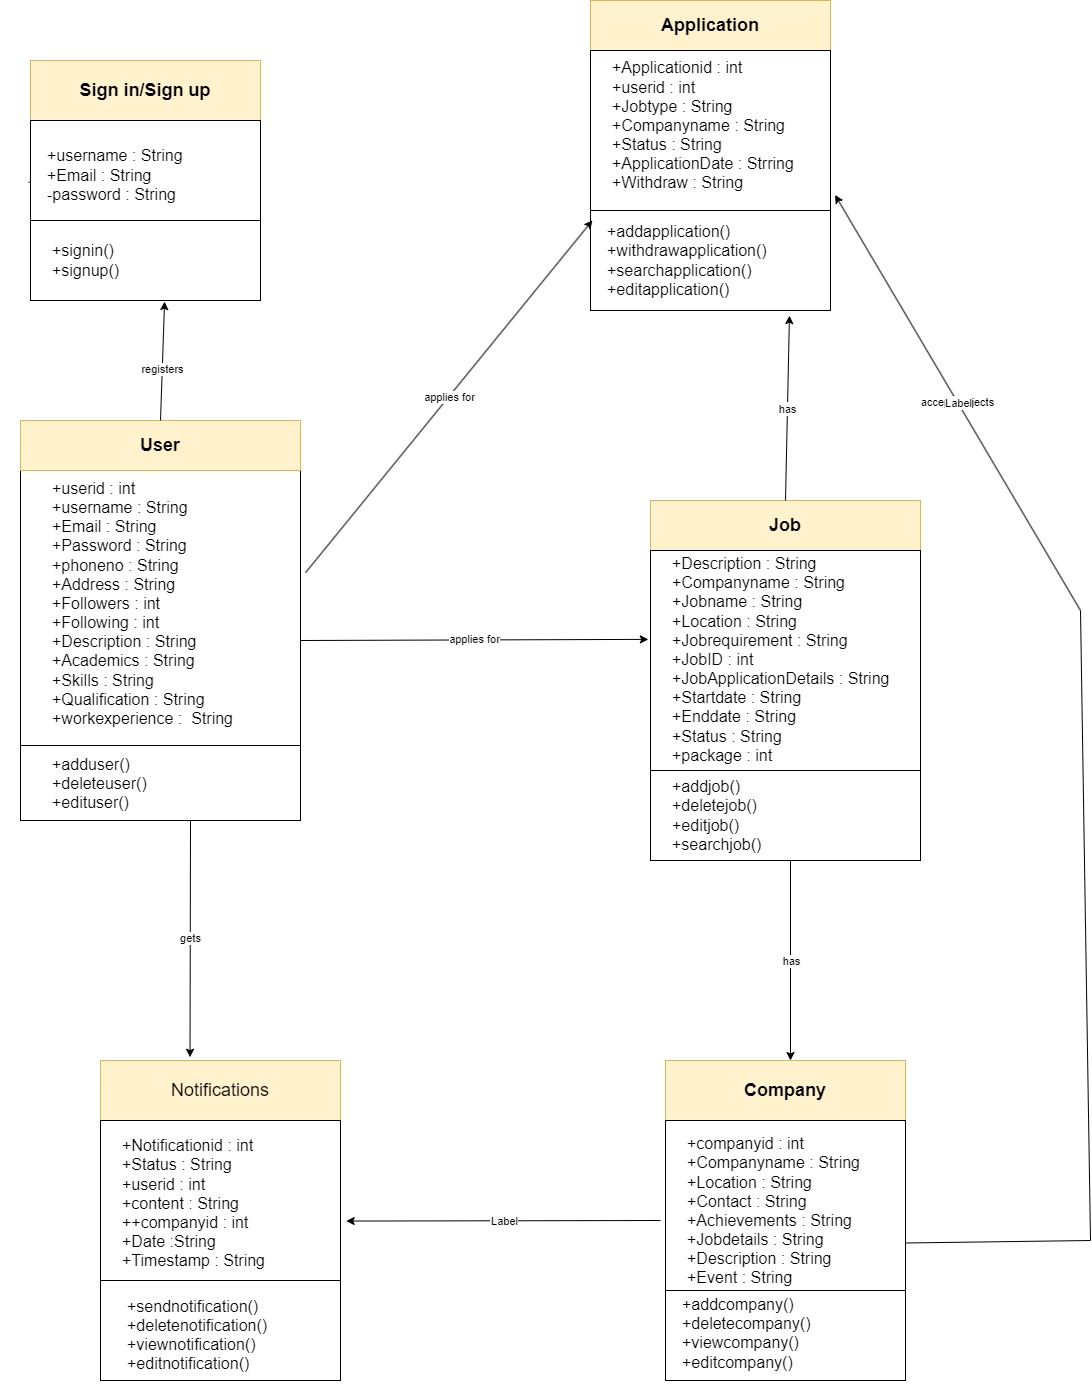 Application
+Applicationid : int
+userid : int
+Jobtype : String
+Companyname : String
+Status : String
+ApplicationDate : Strring
+Withdraw : String
+addapplication()
+withdrawapplication()
+searchapplication()
+editapplication()
Sign in/Sign up
+username : String
+Email : String
-password : String
+signin()
+signup()
registers
applies for
has
Label
User
+userid : int
+username : String
+Email : String
+Password : String
+phoneno : String
+Address : String
+Followers : int
+Following : int
+Description : String
+Academics : String
+Skills : String
+Qualification : String
+workexperience :  String
+adduser()
+deleteuser()
+edituser()
applies for
Job
+Description : String
+Companyname : String
+Jobname : String
+Location : String
+Jobrequirement : String
+JobID : int
+JobApplicationDetails : String
+Startdate : String
+Enddate : String
+Status : String
+package : int
+addjob()
+deletejob()
+editjob()
+searchjob()
gets
has
Notifications
+Notificationid : int
+Status : String
+userid : int
+content : String
++companyid : int
+Date :String
+Timestamp : String
+sendnotification()
+deletenotification()
+viewnotification()
+editnotification()
Label
Company
+companyid : int
+Companyname : String
+Location : String
+Contact : String
+Achievements : String
+Jobdetails : String
+Description : String
+Event : String
+addcompany()
+deletecompany()
+viewcompany()
+editcompany()